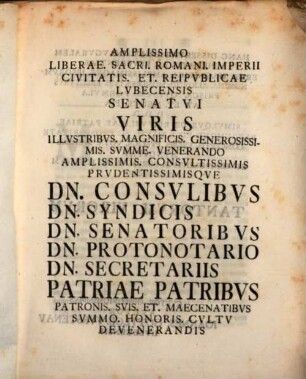 AMPLISSIMO
LIBERAE. SACRI. ROMANI. IMPERII
CIVITATIS. ET. REIPVBLICAE
LVBECENSIS
SENATVI
VIRIS
ILLVSTRIBVS. MAGNIFICIS. GENEROSISSI-
MIS. SVMME. VENERANDO
AMPLISSIMIS. CONSVLTISSIMIS
PRVDENTISSIMISQVE
DN. CONSVLIBVS
DN. SYNDICIS
DN. SENATORIBVS
DN. PROTONOTARIO
DN. SECRETARIIS
PATRIAE PATRIBVS
PATRONIS. SVIS. ET. MAECENATIBVS
SVMMO. HONORIS. CVLTV
DEVENERANDIS